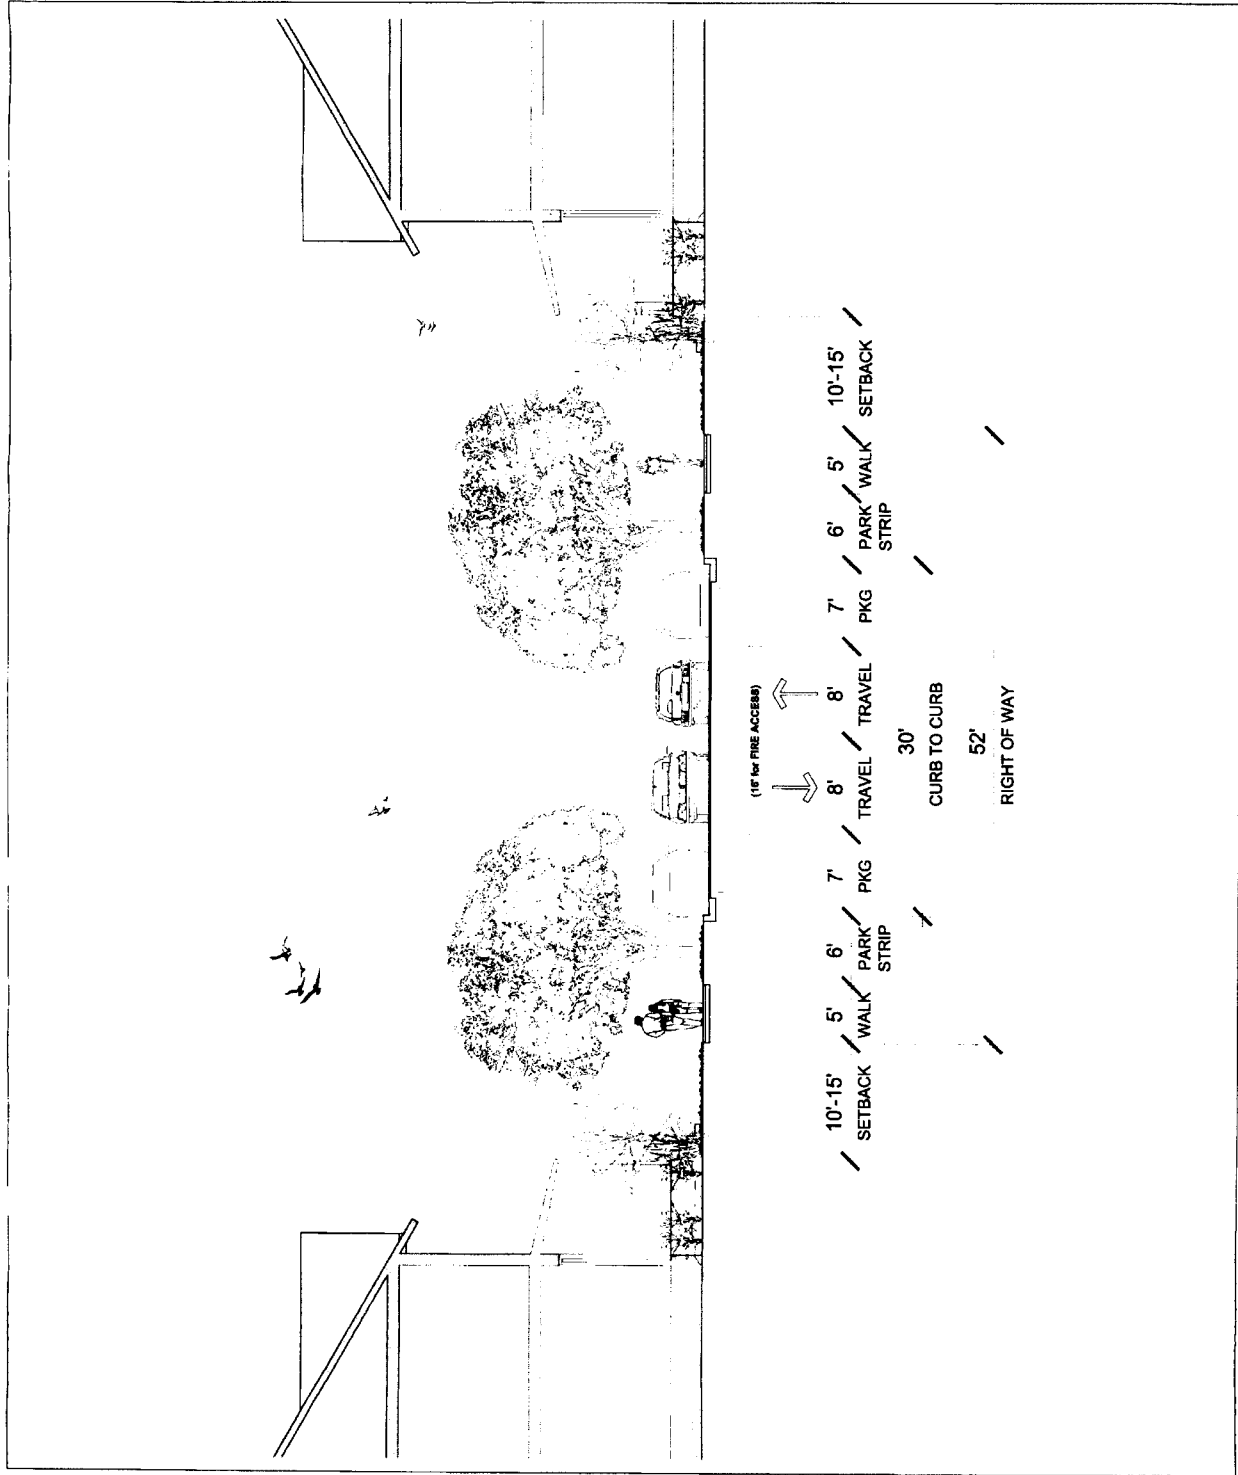 (16' for FIRE ACCESS)
10'-15' 5' 6' 7' 8' 8' 7' 6' 5' 10'-15'
SETBACK WALK PARK PKG TRAVEL TRAVEL PKG PARK WALK SETBACK
STRIP STRIP
30'
CURB TO CURB
52'
RIGHT OF WAY